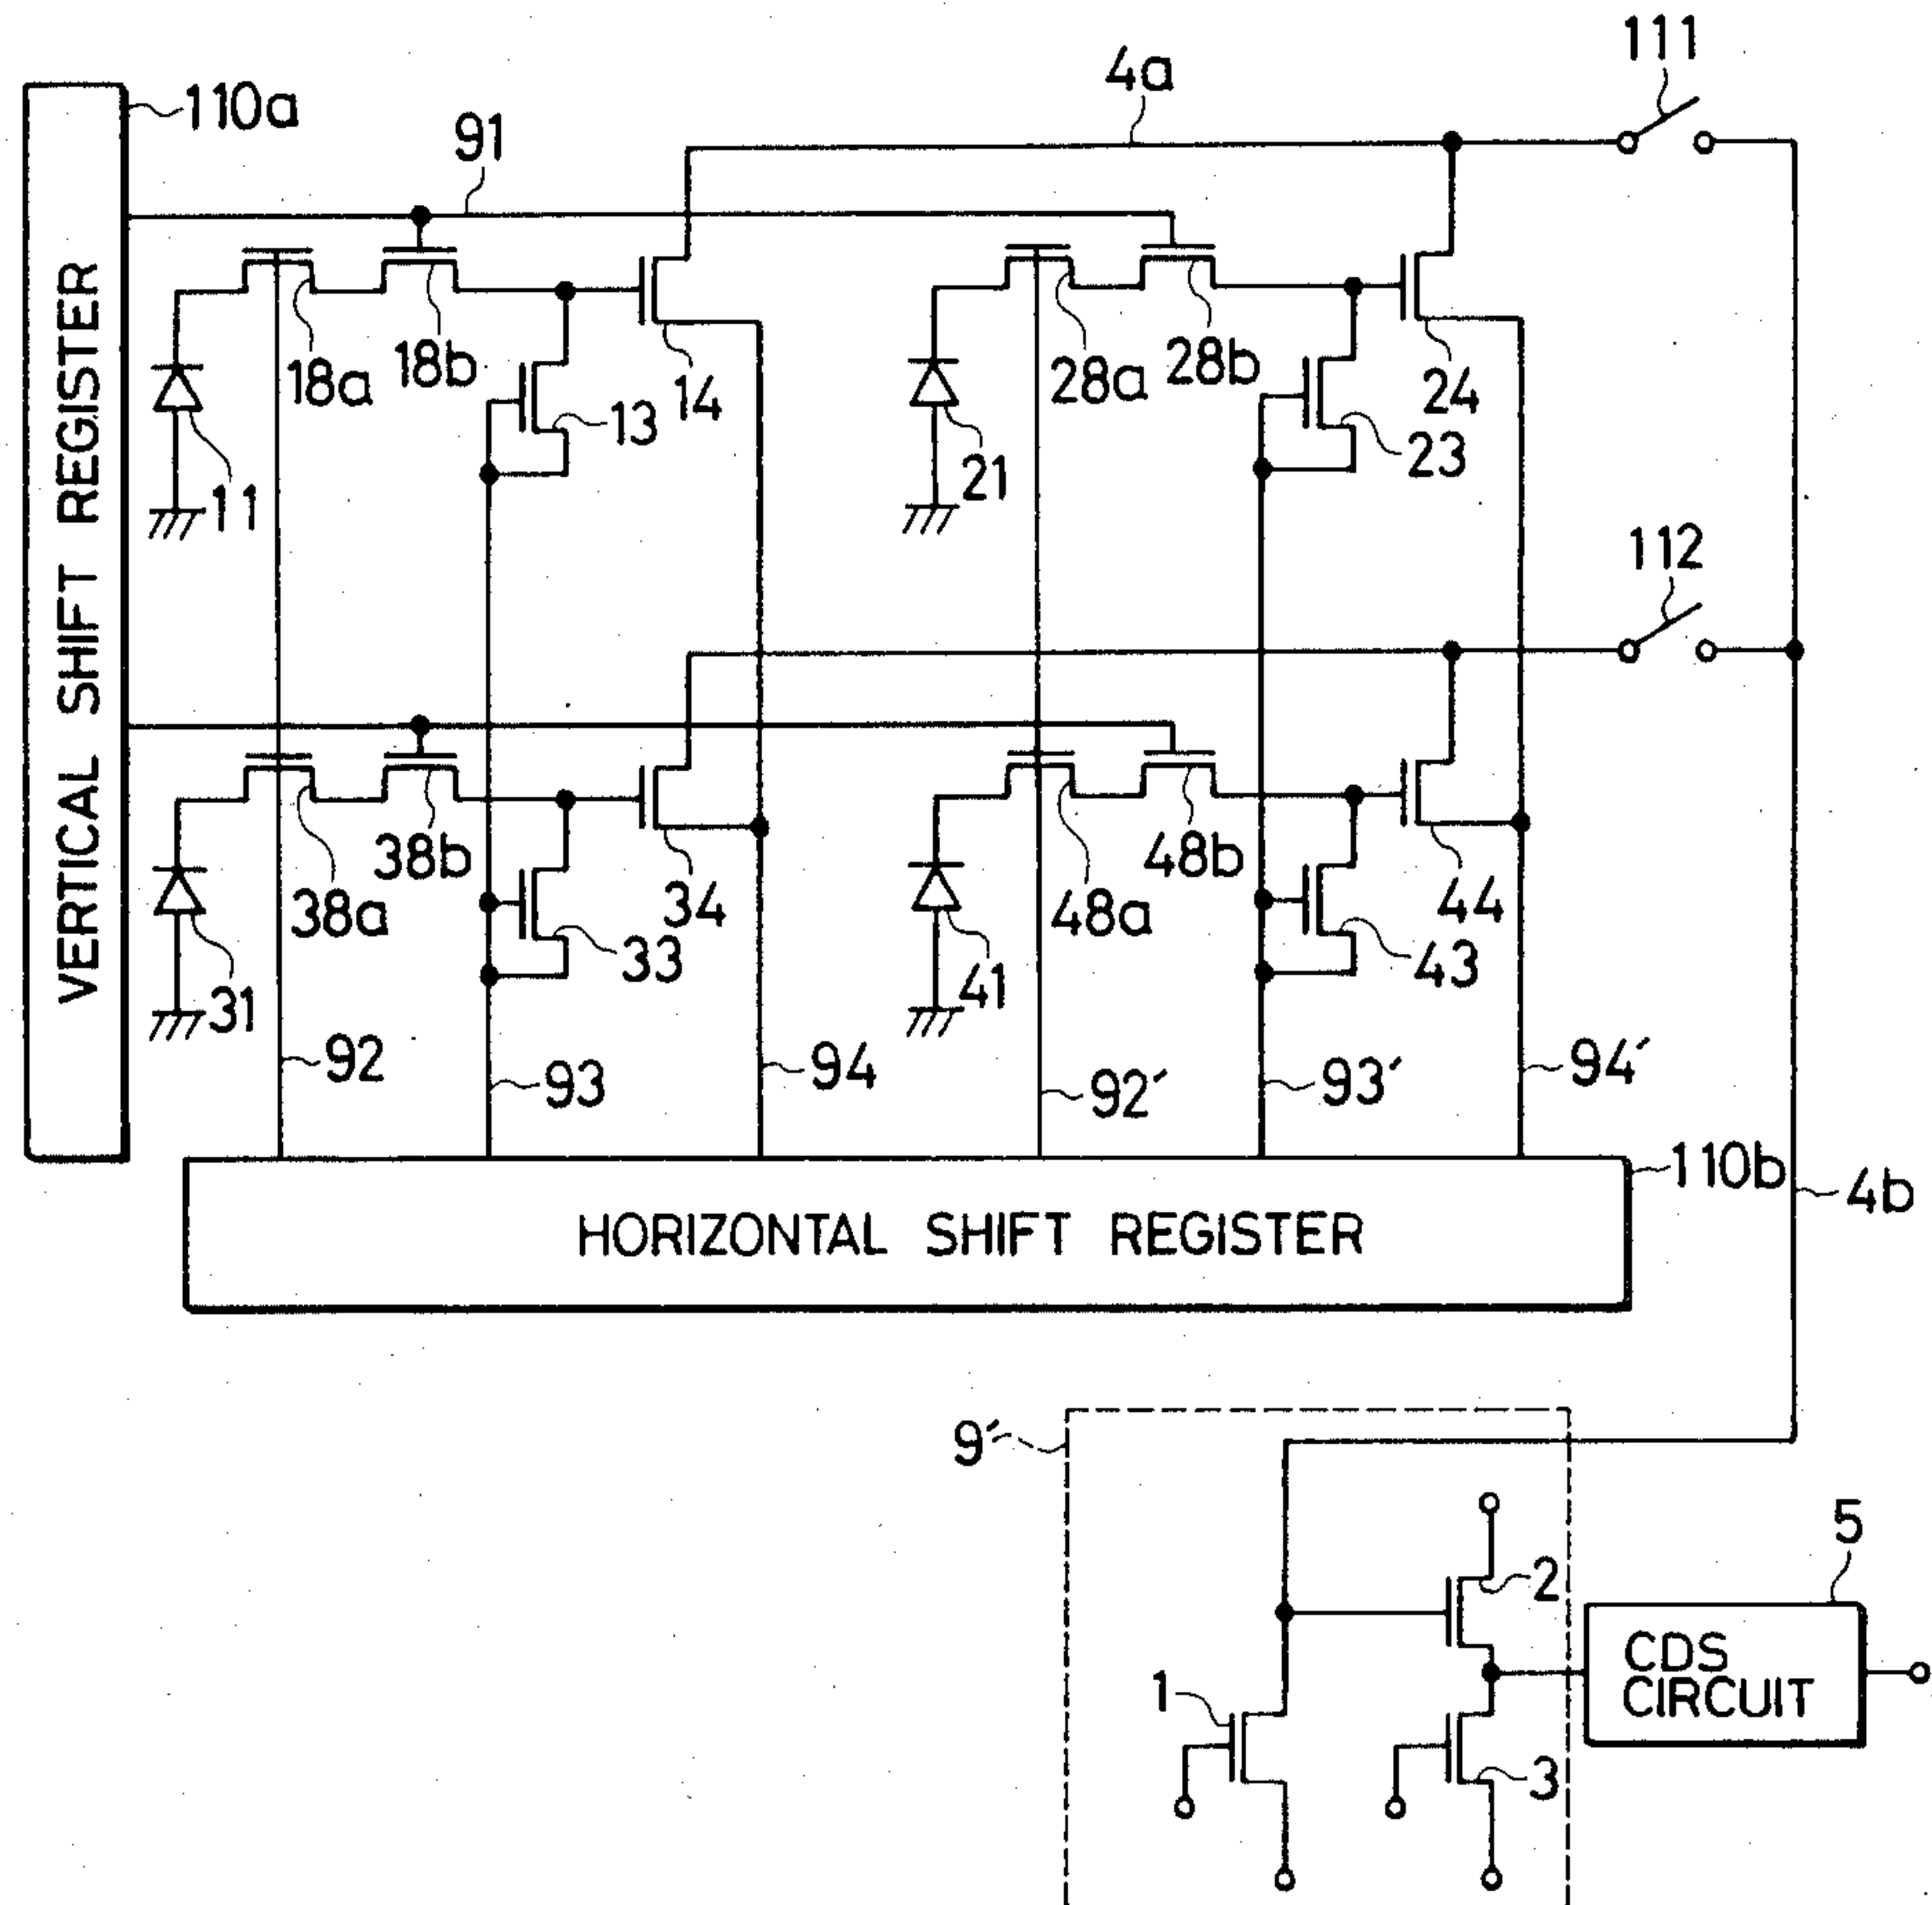 111
4a
110a
91
VERTICAL SHIFT REGISTER
18a
18b
14
28a
28b
24
13
23
11
21
112
38b
48b
38a
34
48a
44
33
43
31
41
92
93
94
92′
93′
94′
110b
4b
HORIZONTAL SHIFT REGISTER
9′
5
2
CDS
CIRCUIT
1
3